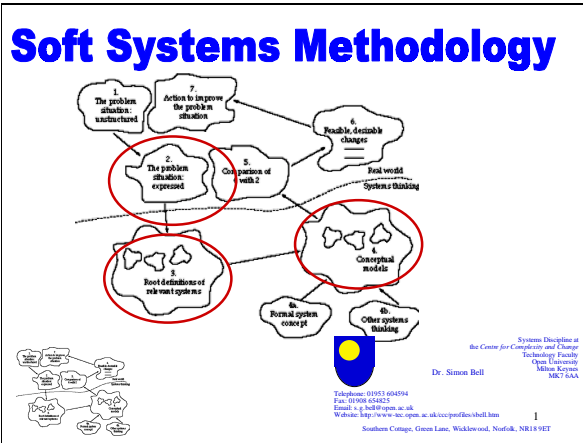 Soft Systems Methodology
1.
The problem
situation:
unstructured
7.
Action to improve
the problem
situation
6.
Feasible, desirable
changes
2.
The problem
situation:
expressed
5.
Comparison of
4 with 2
Real world
Systems thinking
3.
Root definitions of
relevant systems
4.
Conceptual
models
4a.
Formal system
concept
4b.
Other systems
thinking
Systems Discipline at
the Centre for Complexity and Change
Technology Faculty
Open University
Milton Keynes
MK7 6AA
Dr. Simon Bell
Telephone: 01953 604594
Fax: 01908 654825
Email: s.g.bell@open.ac.uk
Website: http://www-tec.open.ac.uk/ccc/profiles/sbell.htm
1
Southern Cottage, Green Lane, Wicklewood, Norfolk, NR18 9ET